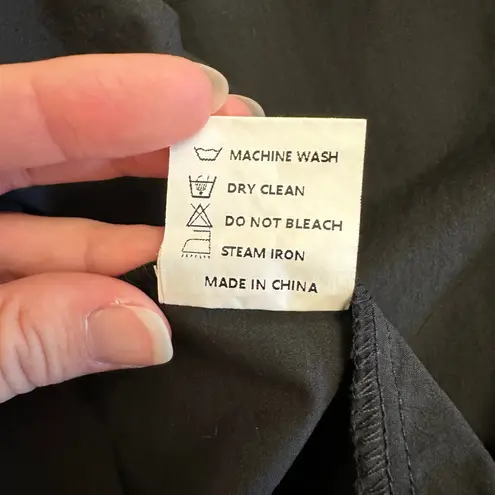 MACHINE WASH
DRY CLEAN
DO NOT BLEACH
STEAM IRON
MADE IN CHINA